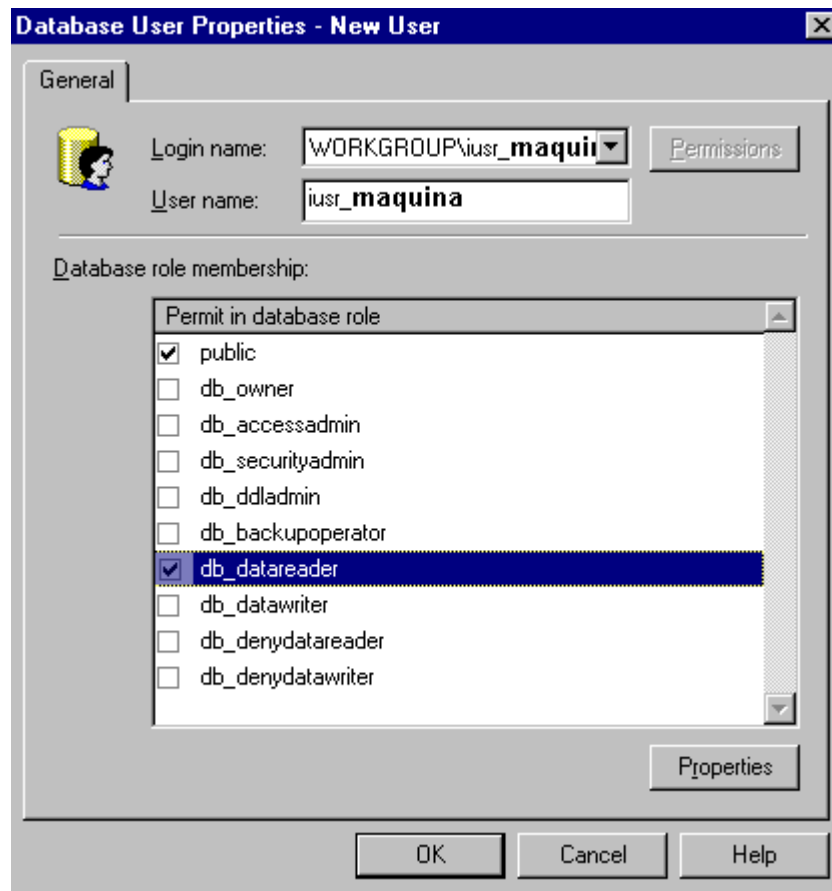 Database User Properties - New User
General
Login name: WORKGROUP\iusr_maquii Permissions
User name: iusr_maquina
Database role membership:
Permit in database role
public
db_owner
db_accessadmin
db_securityadmin
db_ddladmin
db_backupoperator
db_datareader
db_datawriter
db_denydatareader
db_denydatawriter
Properties
OK Cancel Help